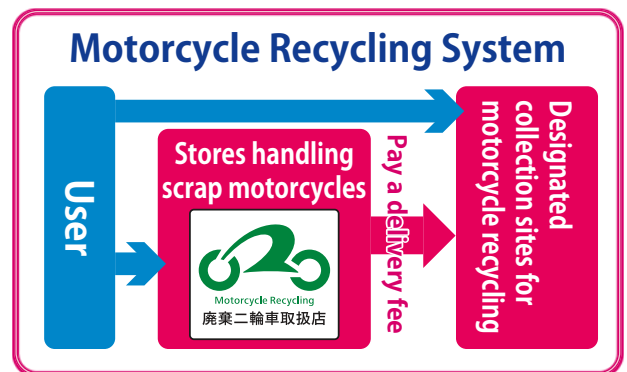 Motorcycle Recycling System
User
Stores handling
scrap motorcycles
Motorcycle Recycling
廃棄二輪車取扱店
Pay a delivery fee
Designated
collection sites for
motorcycle recycling